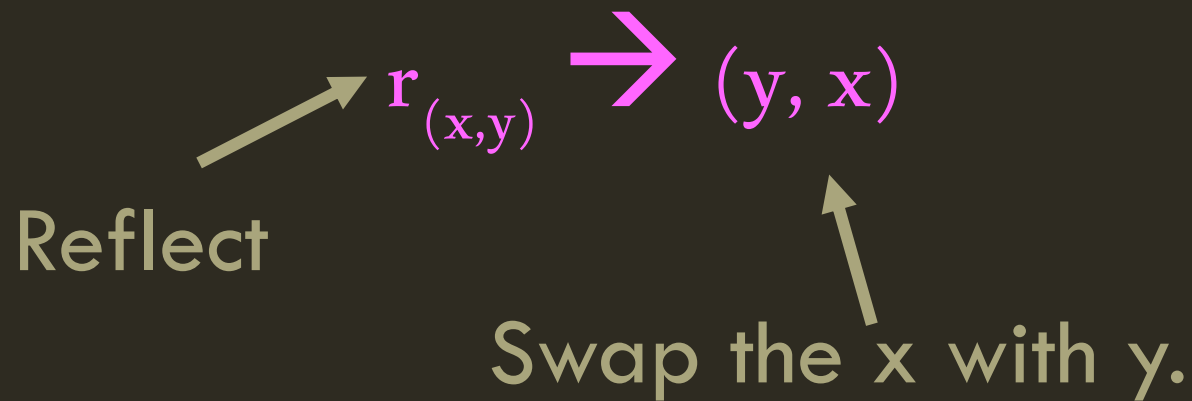 r(x,y) → (y, x)
Reflect
Swap the x with y.